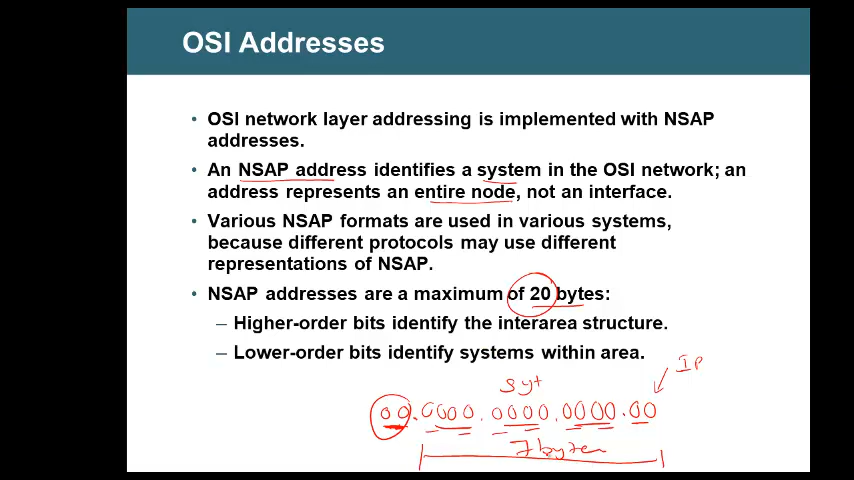 OSI Addresses
• OSI network layer addressing is implemented with NSAP
addresses.
• An NSAP address identifies a system in the OSI network; an
address represents an entire node, not an interface.
• Various NSAP formats are used in various systems,
because different protocols may use different
representations of NSAP.
• NSAP addresses are a maximum of 20 bytes:
– Higher-order bits identify the interarea structure.
– Lower-order bits identify systems within area.
IP
00.0000.0000.0000.00
7 bytes